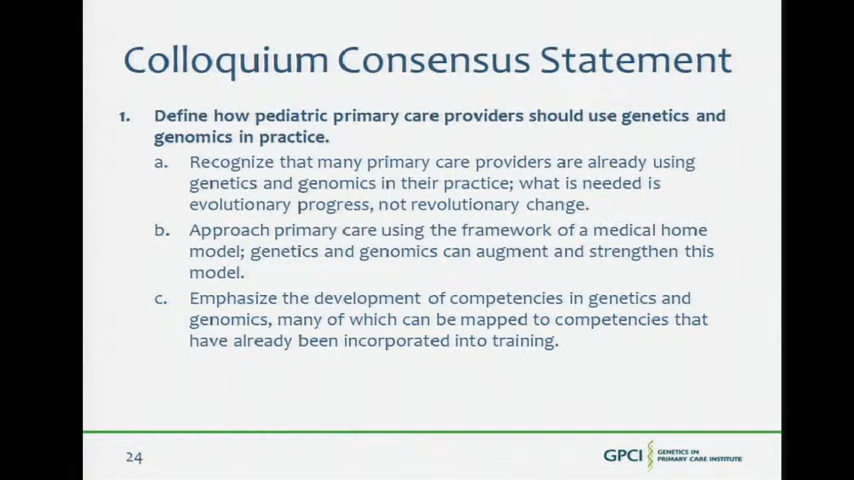 Colloquium Consensus Statement
1. Define how pediatric primary care providers should use genetics and
genomics in practice.
a. Recognize that many primary care providers are already using
genetics and genomics in their practice; what is needed is
evolutionary progress, not revolutionary change.
b. Approach primary care using the framework of a medical home
model; genetics and genomics can augment and strengthen this
model.
c. Emphasize the development of competencies in genetics and
genomics, many of which can be mapped to competencies that
have already been incorporated into training.
24
GPCI GENETICS IN
PRIMARY CARE INSTITUTE